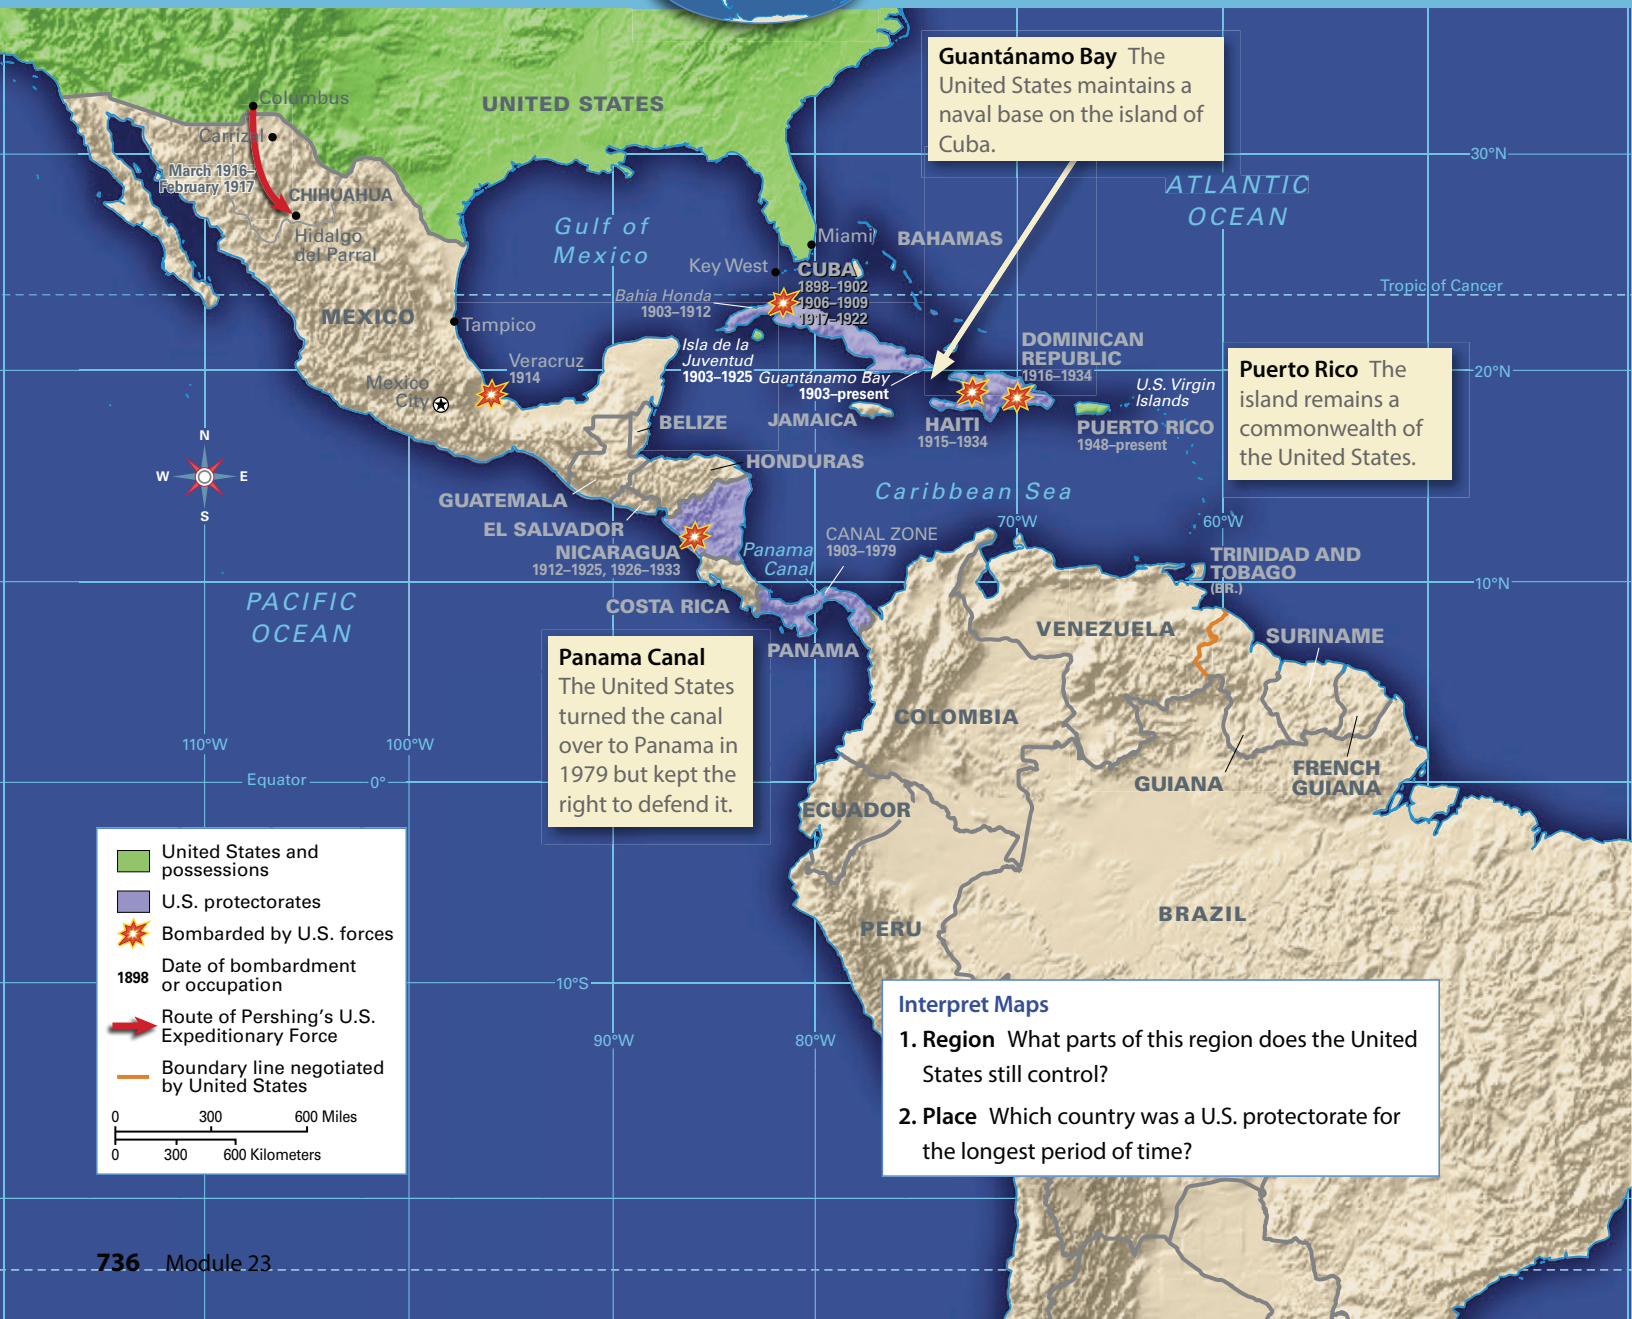 Guantánamo Bay The
United States maintains a
naval base on the island of
Cuba.
Columbus
UNITED STATES
Carrizal
30°N
March 1916–
February 1917
CHIHUAHUA
ATLANTIC
OCEAN
Hidalgo
del Parral
Gulf of
Mexico
Miami
BAHAMAS
Key West
CUBA
1898–1902
1906–1909
1917–1922
Bahia Honda
1903–1912
Tropic of Cancer
MEXICO
Tampico
Isla de la
Juventud
1903–1925
DOMINICAN
REPUBLIC
1916–1934
Veracruz
1914
Mexico
City
Guantánamo Bay
1903–present
U.S. Virgin
Islands
Puerto Rico The
island remains a
commonwealth of
the United States.
20°N
BELIZE
JAMAICA
HAITI
1915–1934
PUERTO RICO
1948–present
N
W
E
S
HONDURAS
GUATEMALA
Caribbean Sea
EL SALVADOR
70°W
60°W
NICARAGUA
1912–1925, 1926–1933
Panama
Canal
CANAL ZONE
1903–1979
TRINIDAD AND
TOBAGO
(BR.)
10°N
PACIFIC
OCEAN
COSTA RICA
PANAMA
VENEZUELA
SURINAME
Panama Canal
The United States
turned the canal
over to Panama in
1979 but kept the
right to defend it.
COLOMBIA
110°W
100°W
Equator
0°
GUIANA
FRENCH
GUIANA
ECUADOR
PERU
BRAZIL
United States and
possessions
U.S. protectorates
Bombarded by U.S. forces
1898
Date of bombardment
or occupation
Route of Pershing's U.S.
Expeditionary Force
Boundary line negotiated
by United States
0 300 600 Miles
0 300 600 Kilometers
10°S
90°W
80°W
Interpret Maps
1. Region What parts of this region does the United
States still control?
2. Place Which country was a U.S. protectorate for
the longest period of time?
736 Module 23